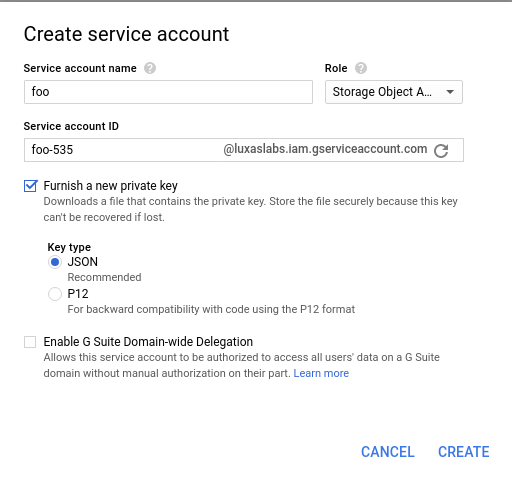 Create service account
Service account name ? Role ?
foo Storage Object A...
Service account ID
foo-535 @luxaslabs.iam.gserviceaccount.com
Furnish a new private key
Downloads a file that contains the private key. Store the file securely because this key
can't be recovered if lost.
Key type
JSON
Recommended
P12
For backward compatibility with code using the P12 format
Enable G Suite Domain-wide Delegation
Allows this service account to be authorized to access all users' data on a G Suite
domain without manual authorization on their part. Learn more
CANCEL CREATE